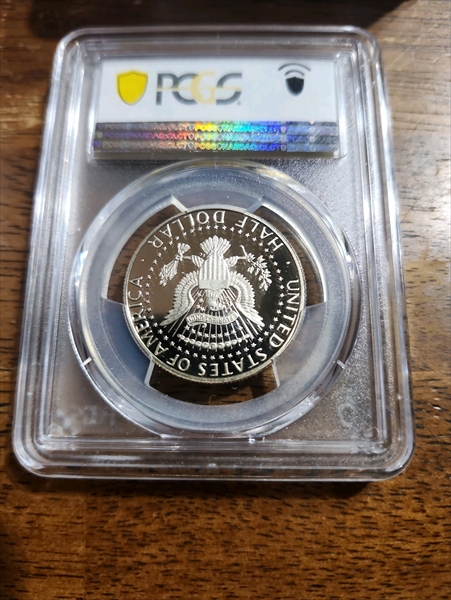 PCGS
UNITED STATES OF AMERICA
HALF DOLLAR